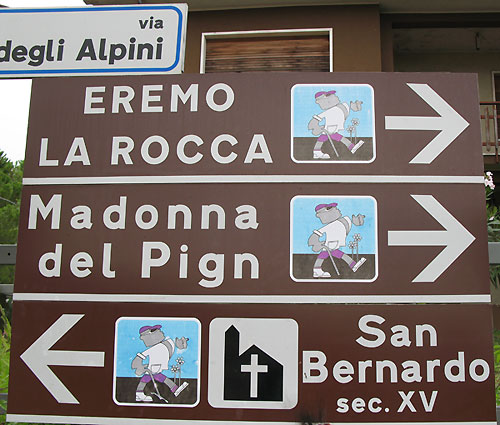 via
degli Alpini
EREMO
LA ROCCA
Madonna
del Pign
San
Bernardo
sec. XV